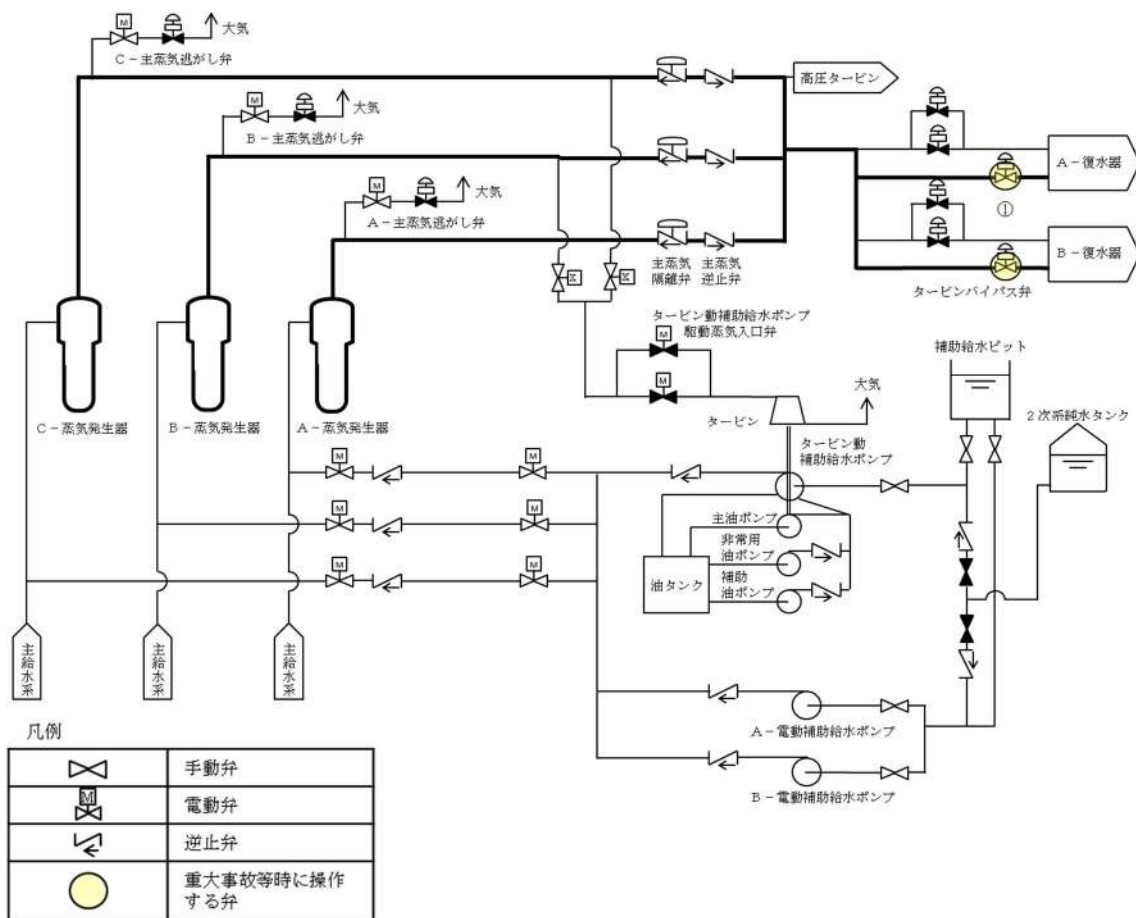 M
大気
C－主蒸気逃がし弁
高圧タービン
M
大気
B－主蒸気逃がし弁
A－復水器
①
M
大気
A－主蒸気逃がし弁
B－復水器
主蒸気
隔離弁
主蒸気
逆止弁
タービンバイパス弁
M
M
タービン動補助給水ポンプ
駆動蒸気入口弁
M
M
補助給水ピット
大気
タービン
2次系純水タンク
C－蒸気発生器
B－蒸気発生器
A－蒸気発生器
タービン動
補助給水ポンプ
M
M
M
M
M
M
主油ポンプ
非常用
油ポンプ
補助
油ポンプ
油タンク
主給水系
主給水系
主給水系
A－電動補助給水ポンプ
B－電動補助給水ポンプ
凡例
手動弁
M
電動弁
逆止弁
重大事故等時に操作
する弁